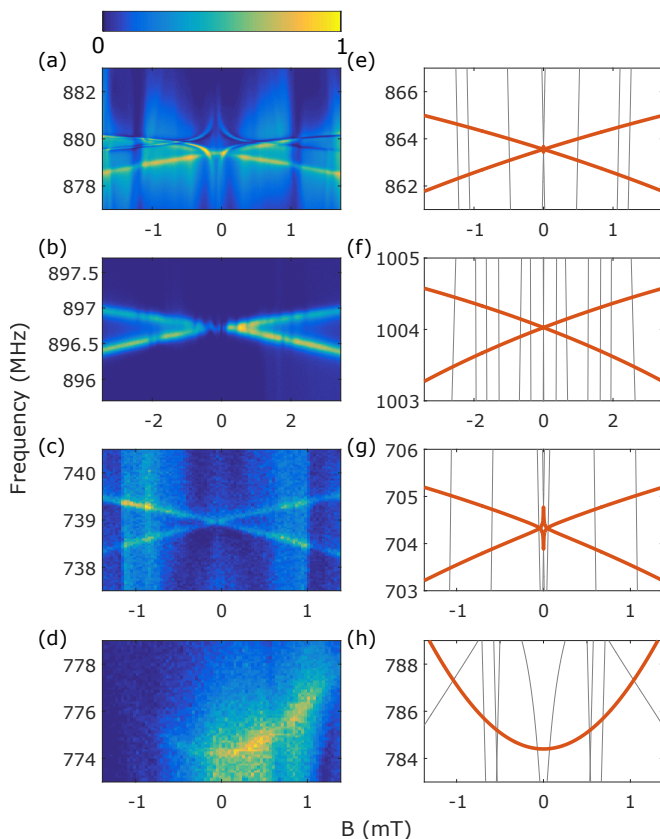 0 1
(a) (e)
882 866
880 864
878 862
-1 0 1 -1 0 1
(b) (f)
897.5 1005
897
896.5 1004
896 1003
-2 0 2 -2 0 2
(c) (g)
740 706
705
739 704
738 703
-1 0 1 -1 0 1
(d) (h)
778 788
776 786
774 784
-1 0 1 -1 0 1
Frequency (MHz)
B (mT)